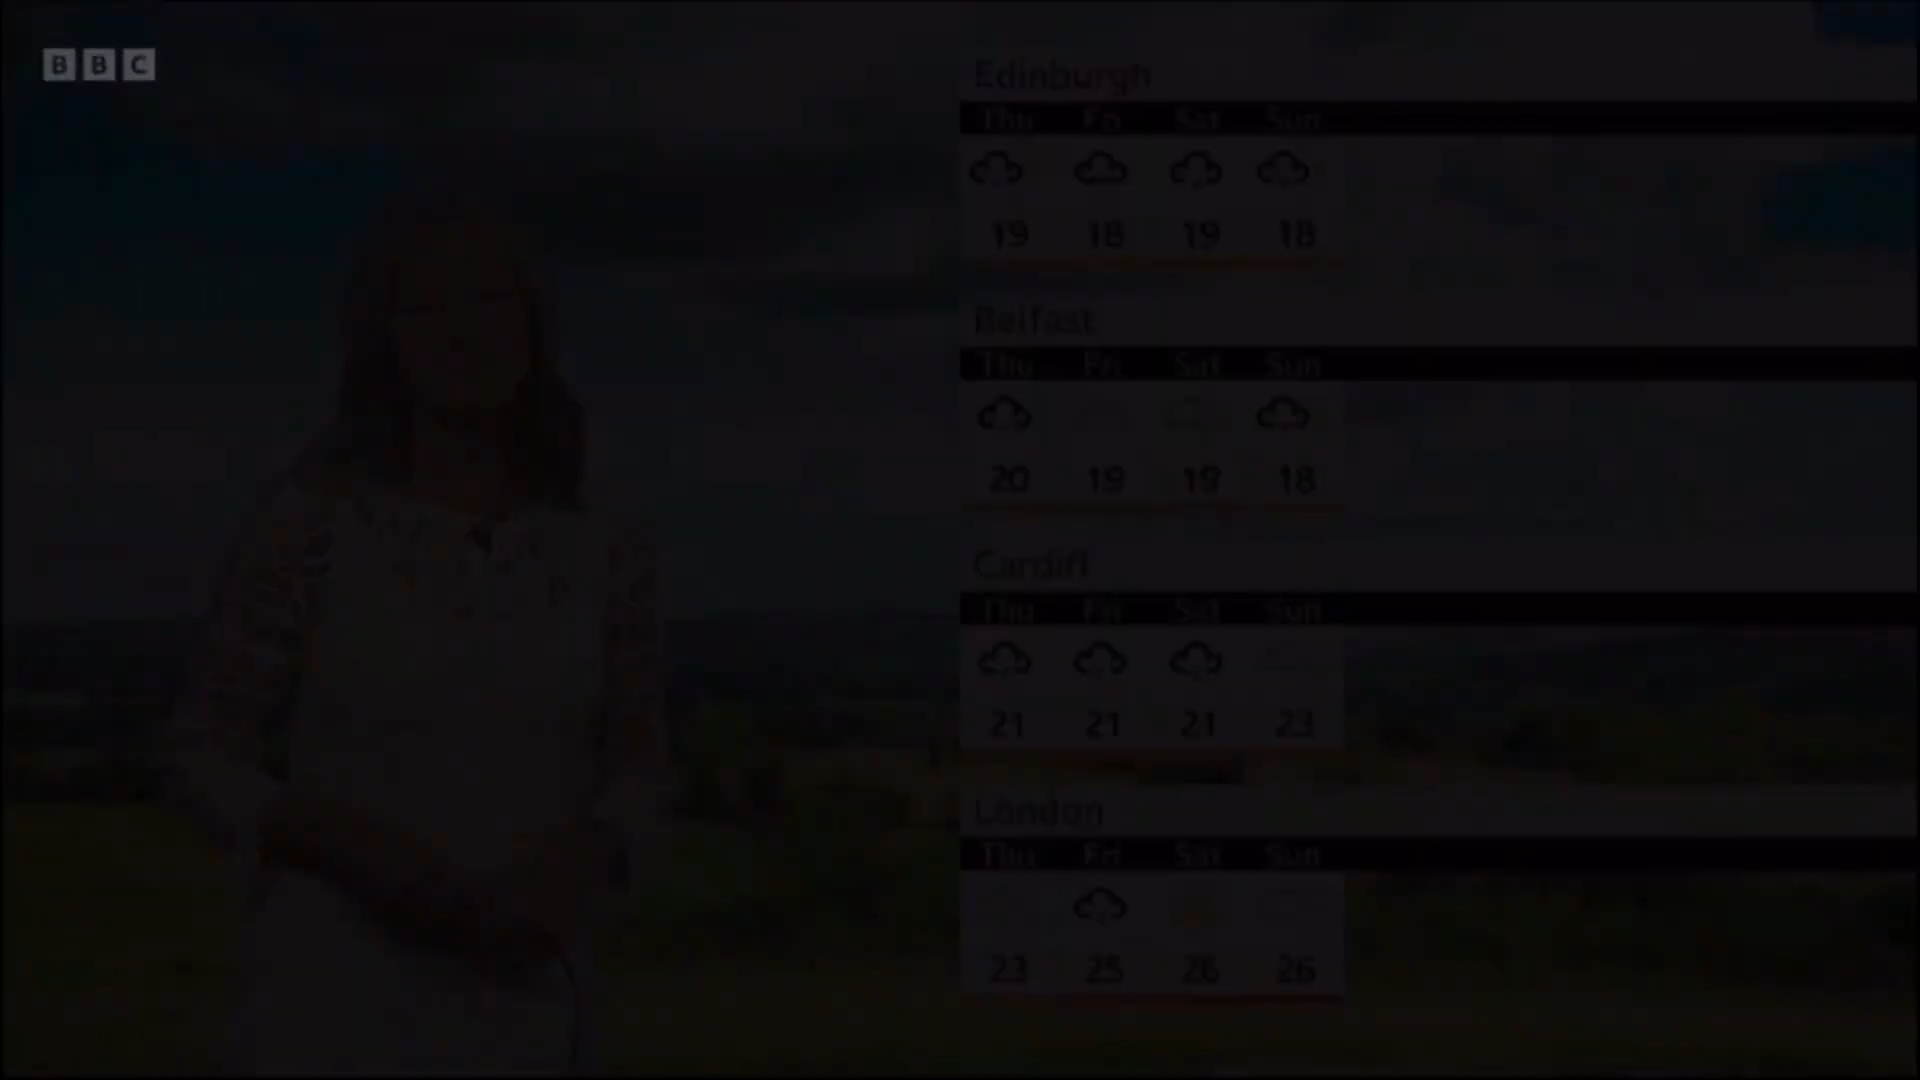 BBC
Edinburgh
Thu Fri Sat Sun
19 18 19 18
Belfast
Thu Fri Sat Sun
20 19 19 18
Cardiff
Thu Fri Sat Sun
21 21 21 23
London
Thu Fri Sat Sun
23 25 26 26